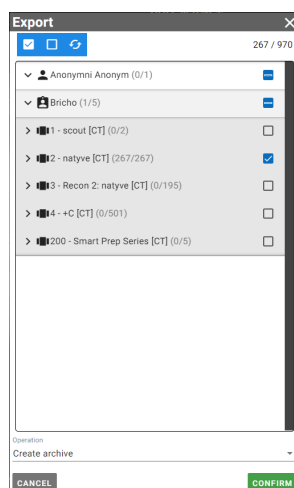 Export
267 / 970
Anonymni Anonym (0/1)
Bricho (1/5)
1 - scout [CT] (0/2)
2 - natyve [CT] (267/267)
3 - Recon 2: natyve [CT] (0/195)
4 - +C [CT] (0/501)
200 - Smart Prep Series [CT] (0/5)
Operation
Create archive
CANCEL
CONFIRM